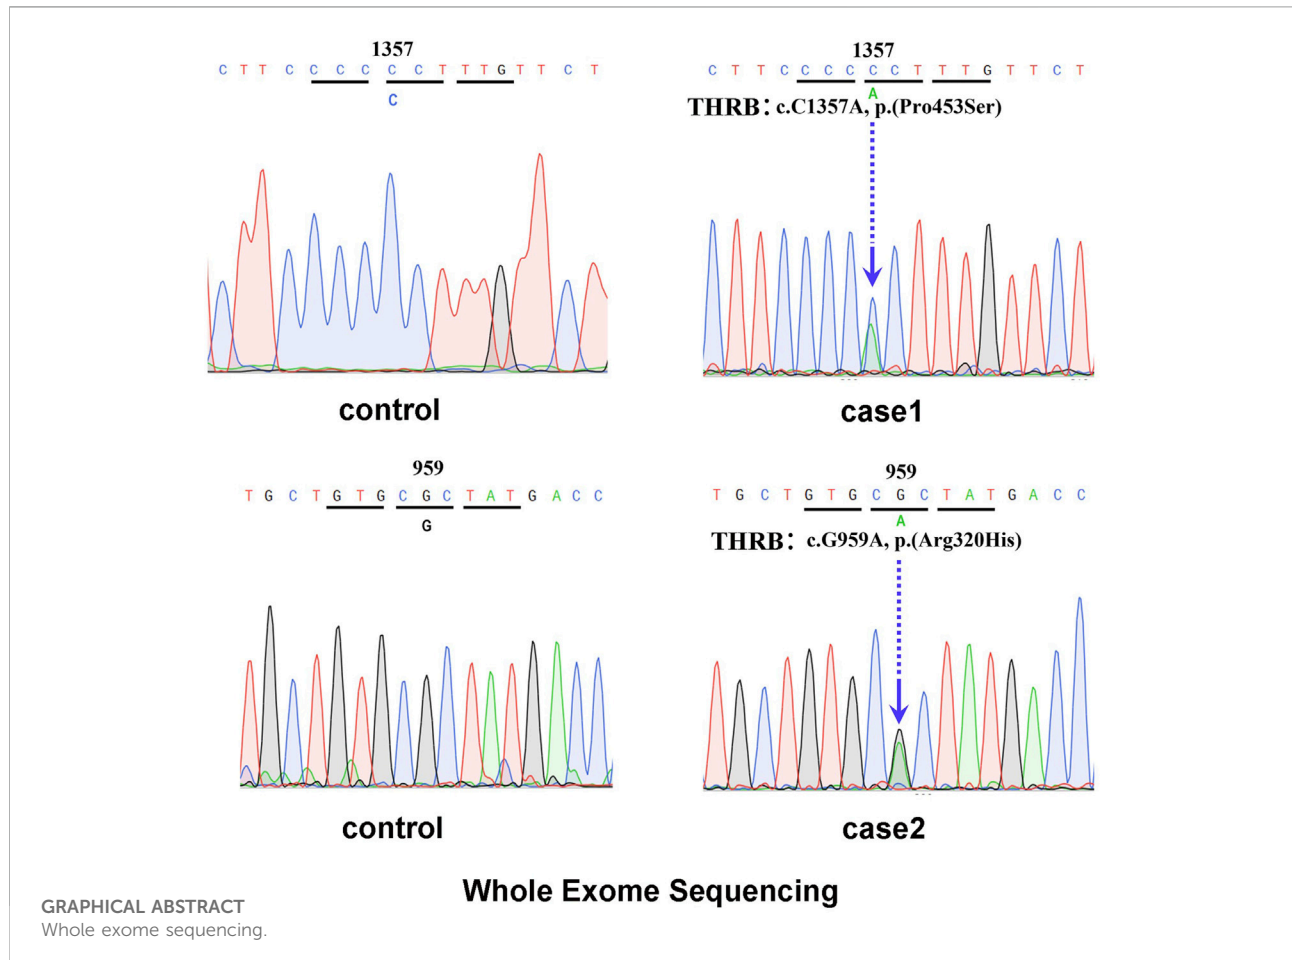 1357
C T T C C C C C C T T T G T T C T
C
control
1357
C T T C C C C C C T T T G T T C T
A
THRB: c.C1357A, p.(Pro453Ser)
case1
959
T G C T G T G C G C T A T G A C C
G
control
959
T G C T G T G C G C T A T G A C C
A
THRB: c.G959A, p.(Arg320His)
case2
Whole Exome Sequencing
GRAPHICAL ABSTRACT
Whole exome sequencing.